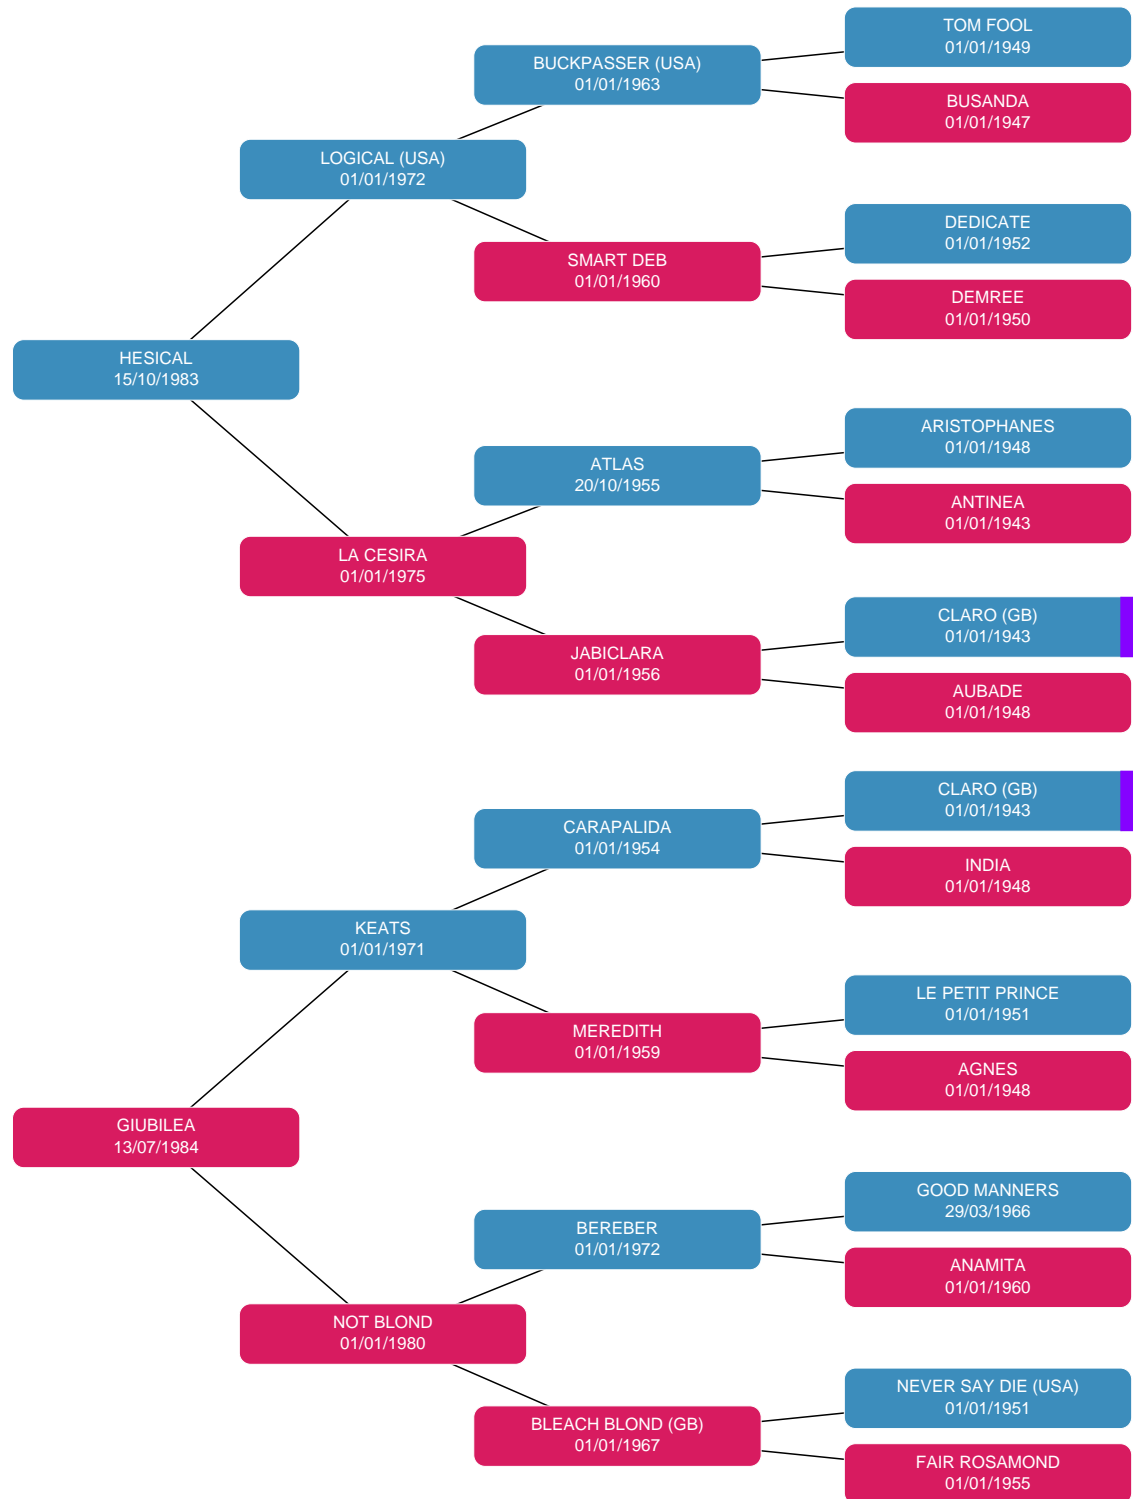 TOM FOOL
01/01/1949
BUCKPASSER (USA)
01/01/1963
BUSANDA
01/01/1947
LOGICAL (USA)
01/01/1972
DEDICATE
01/01/1952
SMART DEB
01/01/1960
DEMREE
01/01/1950
HESICAL
15/10/1983
ARISTOPHANES
01/01/1948
ATLAS
20/10/1955
ANTINEA
01/01/1943
LA CESIRA
01/01/1975
CLARO (GB)
01/01/1943
JABICLARA
01/01/1956
AUBADE
01/01/1948
CLARO (GB)
01/01/1943
CARAPALIDA
01/01/1954
INDIA
01/01/1948
KEATS
01/01/1971
LE PETIT PRINCE
01/01/1951
MEREDITH
01/01/1959
AGNES
01/01/1948
GIUBILEA
13/07/1984
GOOD MANNERS
29/03/1966
BEREBER
01/01/1972
ANAMITA
01/01/1960
NOT BLOND
01/01/1980
NEVER SAY DIE (USA)
01/01/1951
BLEACH BLOND (GB)
01/01/1967
FAIR ROSAMOND
01/01/1955